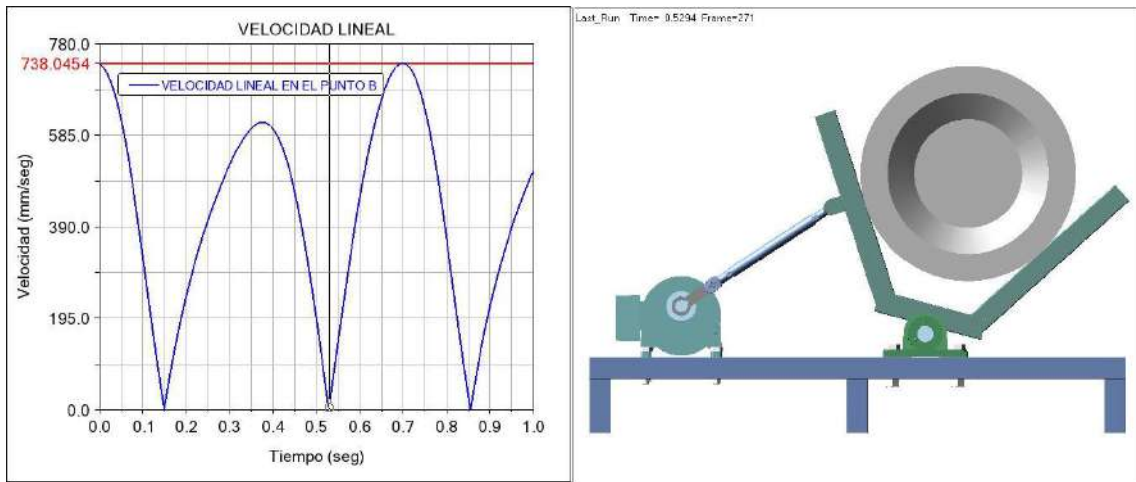 VELOCIDAD LINEAL
780.0
738.0454
VELOCIDAD LINEAL EN EL PUNTO B
585.0
390.0
195.0
0.0
Velocidad (mm/seg)
0.0 0.1 0.2 0.3 0.4 0.5 0.6 0.7 0.8 0.9 1.0
Tiempo (seg)
Last_Run Time= 0.5294 Frame=271